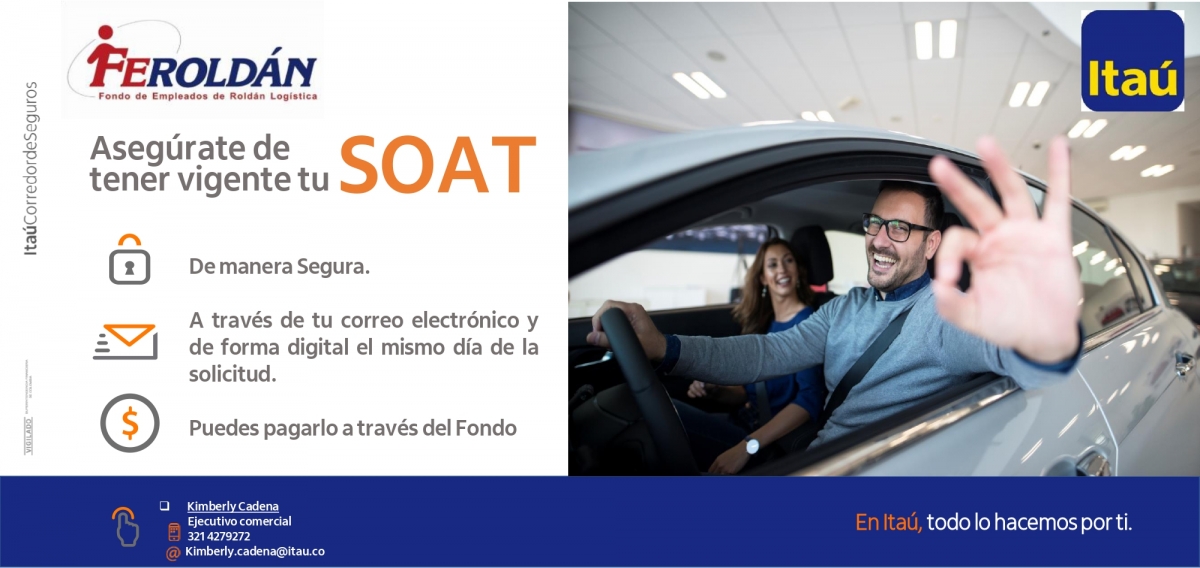 FEROLDÁN
Fondo de Empleados de Roldán Logística
Itaú
ItaúCorredordeSeguros
Asegúrate de
tener vigente tu SOAT
De manera Segura.
A través de tu correo electrónico y
de forma digital el mismo día de la
solicitud.
$
Puedes pagarlo a través del Fondo
VIGILADO
Kimberly Cadena
Ejecutivo comercial
321 4279272
@ Kimberly.cadena@itau.co
En Itaú, todo lo hacemos por ti.